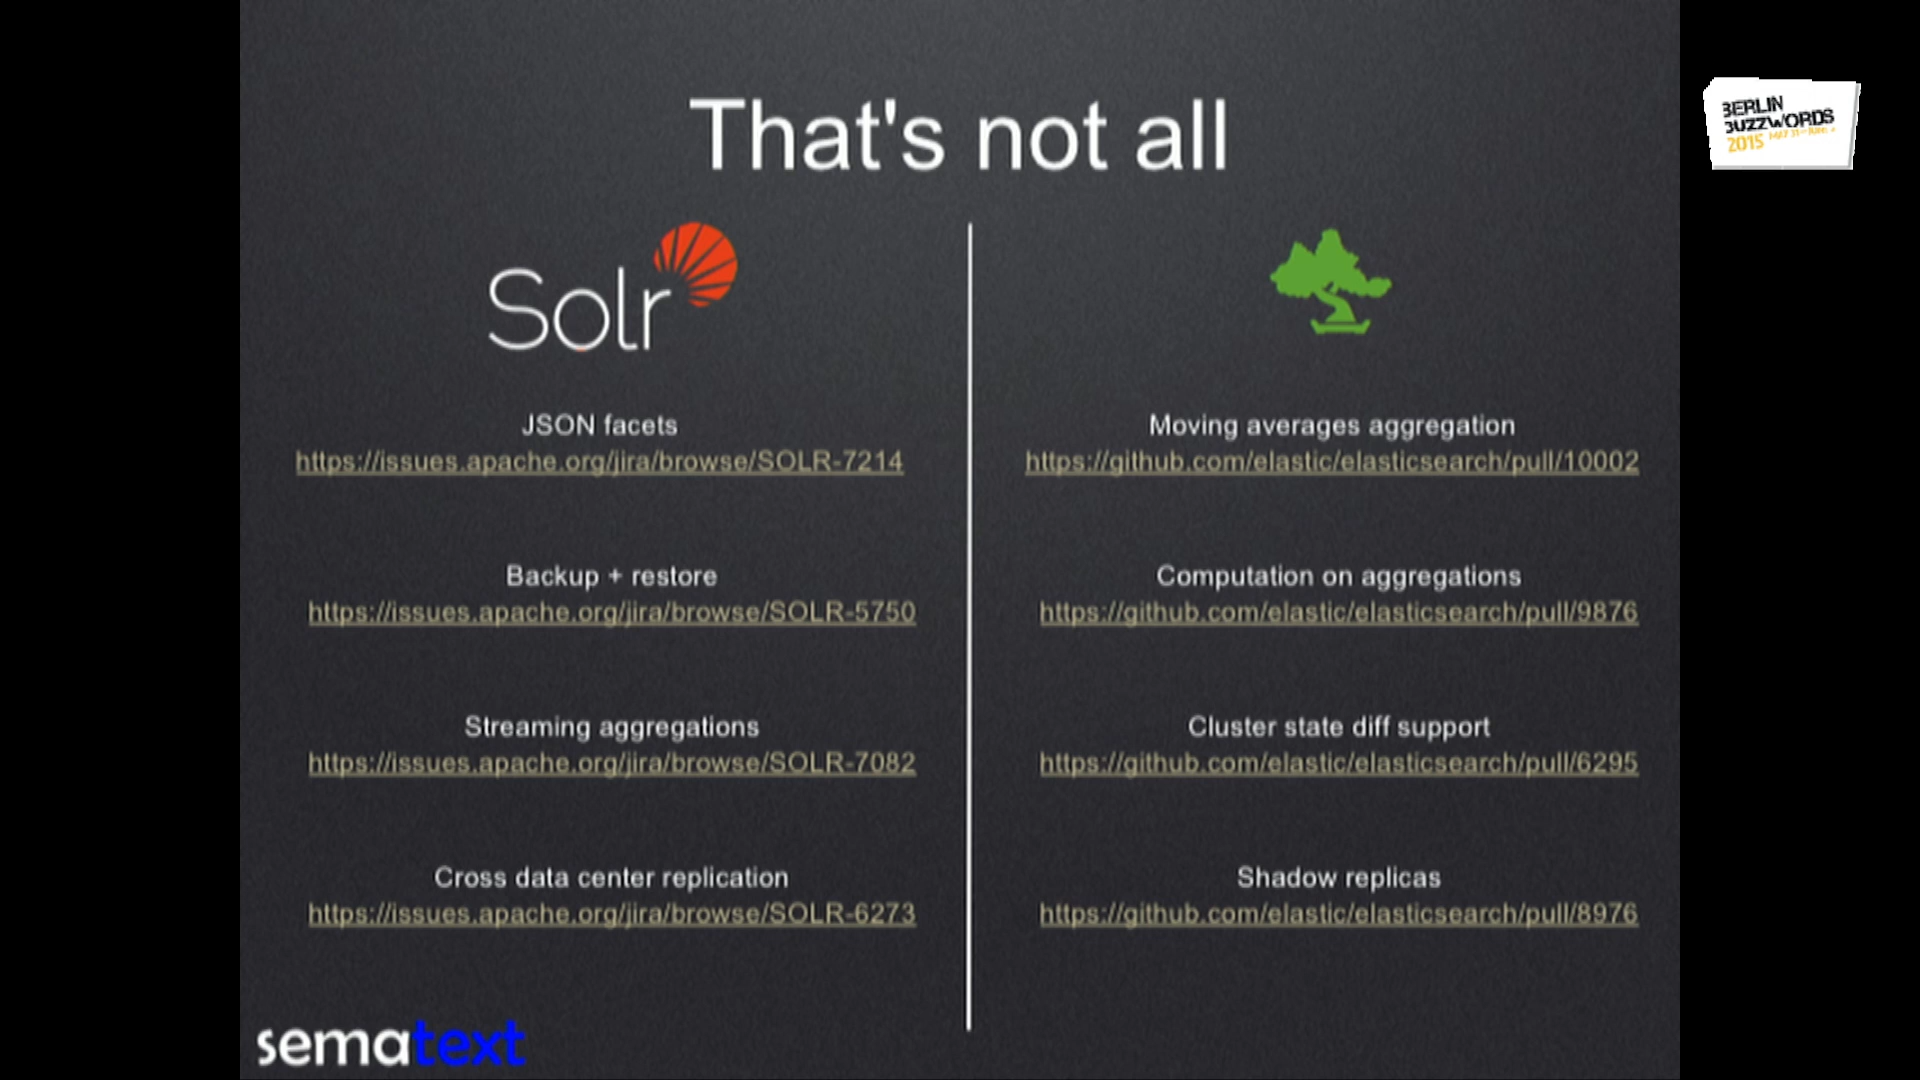 That's not all
Solr
JSON facets
https://issues.apache.org/jira/browse/SOLR-7214
Backup + restore
https://issues.apache.org/jira/browse/SOLR-5750
Streaming aggregations
https://issues.apache.org/jira/browse/SOLR-7082
Cross data center replication
https://issues.apache.org/jira/browse/SOLR-6273
Moving averages aggregation
https://github.com/elastic/elasticsearch/pull/10002
Computation on aggregations
https://github.com/elastic/elasticsearch/pull/9876
Cluster state diff support
https://github.com/elastic/elasticsearch/pull/6295
Shadow replicas
https://github.com/elastic/elasticsearch/pull/8976
sematext
BERLIN
BUZZWORDS
2015